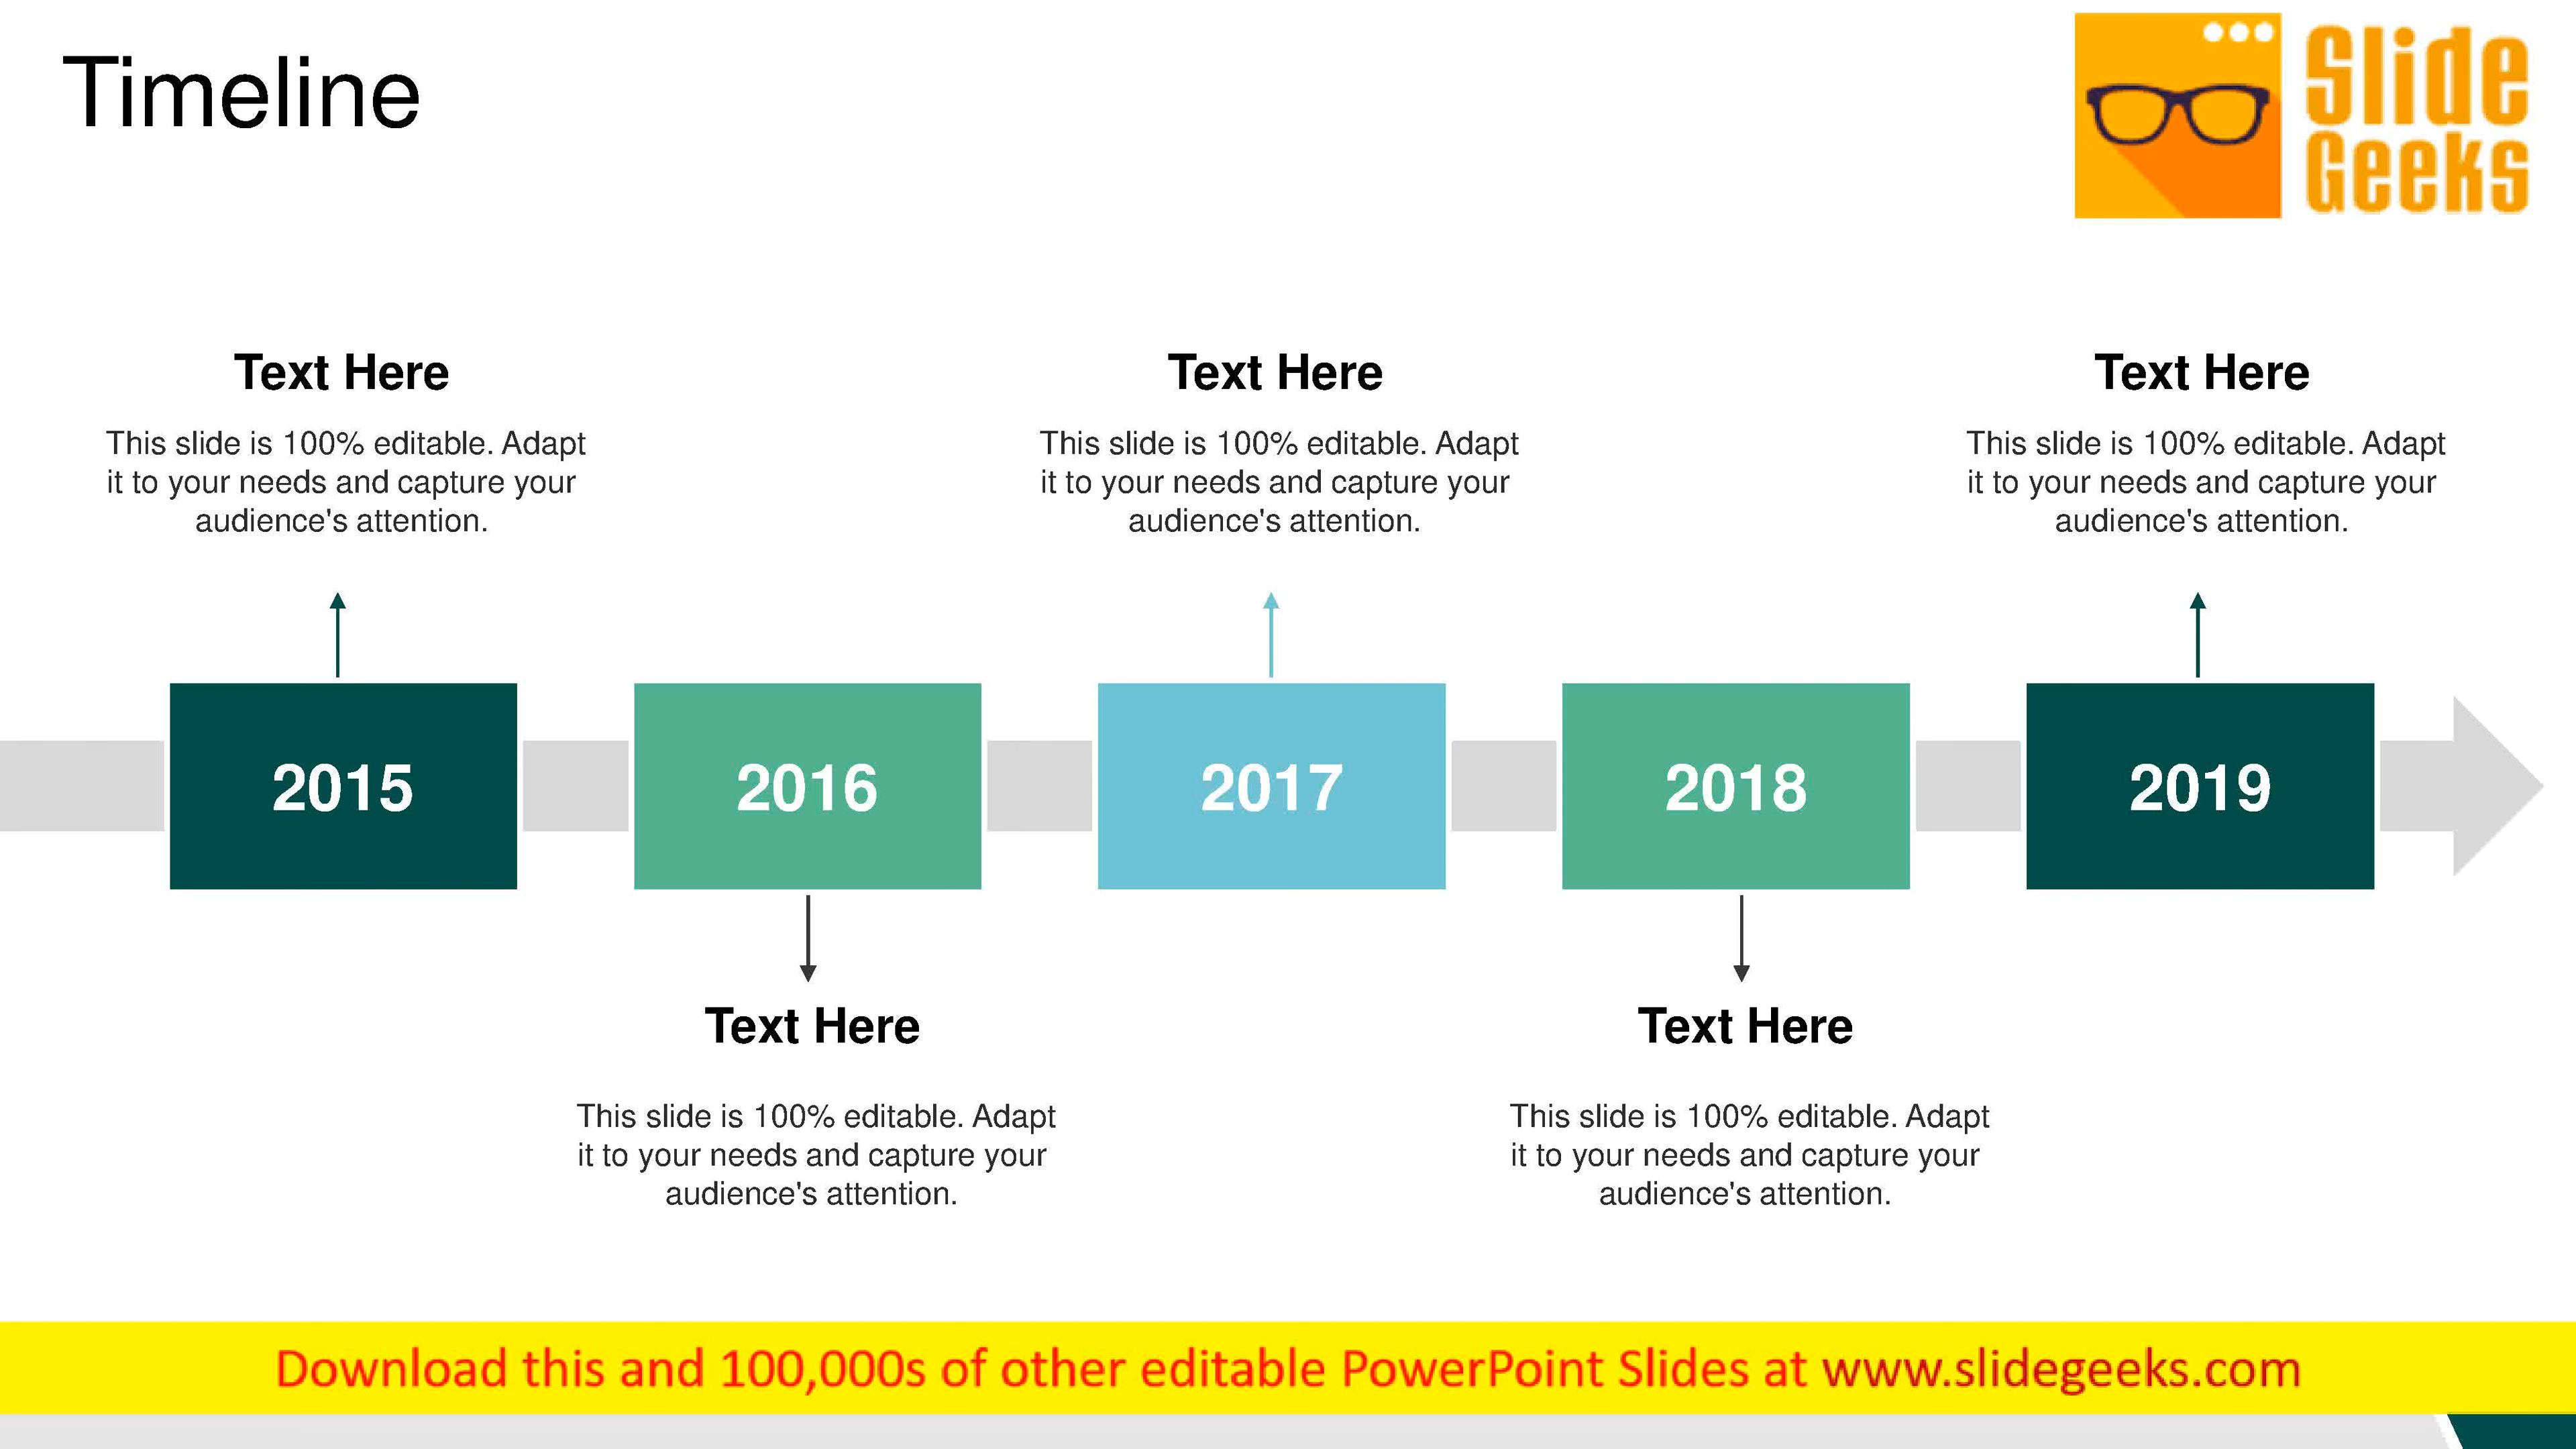 Timeline
Slide
Geeks
Text Here
This slide is 100% editable. Adapt
it to your needs and capture your
audience's attention.
Text Here
This slide is 100% editable. Adapt
it to your needs and capture your
audience's attention.
Text Here
This slide is 100% editable. Adapt
it to your needs and capture your
audience's attention.
2015
2016
2017
2018
2019
Text Here
This slide is 100% editable. Adapt
it to your needs and capture your
audience's attention.
Text Here
This slide is 100% editable. Adapt
it to your needs and capture your
audience's attention.
Download this and 100,000s of other editable PowerPoint Slides at www.slidegeeks.com